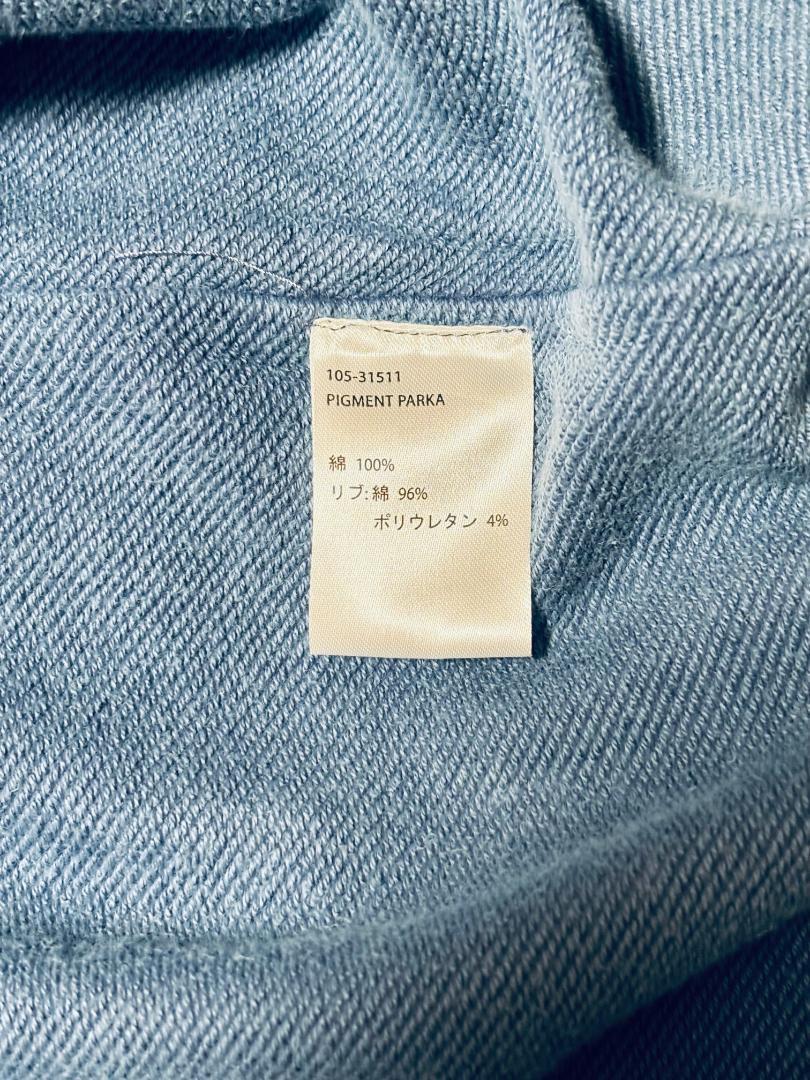 105-31511
PIGMENT PARKA
綿 100%
リブ:綿 96%
ポリウレタン 4%